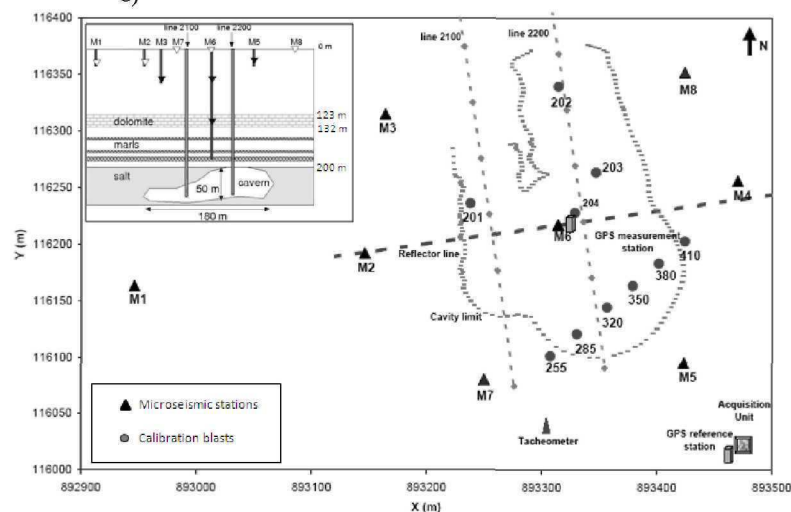 116400
116350
116300
116250
116200
116150
116100
116050
116000
Y (m)
892900
893000
893100
893200
893300
893400
893500
X (m)
line 2100
line 2200
M1
M2
M3
M7
M6
M5
M8
0 m
dolomite
123 m
132 m
marls
200 m
salt
50 m
cavern
180 m
line 2100
line 2200
N
M8
202
M3
203
M4
201
204
M6
GPS measurement
station
410
Reflector line
M2
380
M1
350
320
Cavity limit
285
255
M5
M7
Microseismic stations
Calibration blasts
Tacheometer
Acquisition
Unit
GPS reference
station